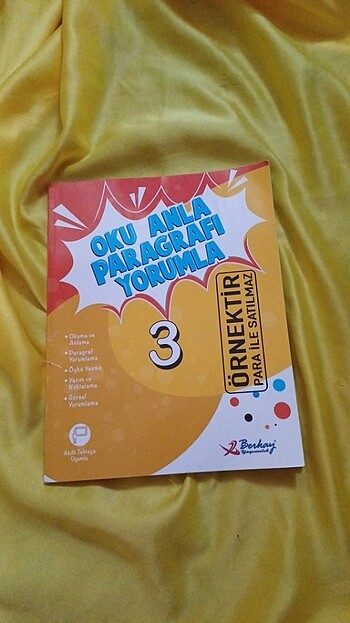 OKU ANLA
PARAGRAFI
YORUMLA
3
ÖRNEKTİR
PARA İLE SATILMAZ
• Okuma ve
Anlama
• Paragraf
Yorumlama
• Öykü Yazma
• Yazım ve
Noktalama
• Görsel
Yorumlama
Akıllı Tahtaya
Uyumlu
Berkay
Yayıncılık